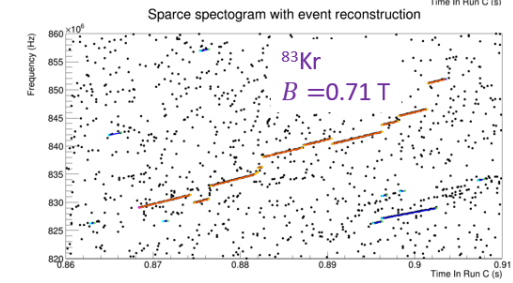 Time In Run C (s)
Sparce spectogram with event reconstruction
×10⁶
Frequency (Hz)
860
855
850
845
840
835
830
825
820
⁸³Kr
B =0.71 T
0.86
0.87
0.88
0.89
0.9
0.91
Time In Run C (s)